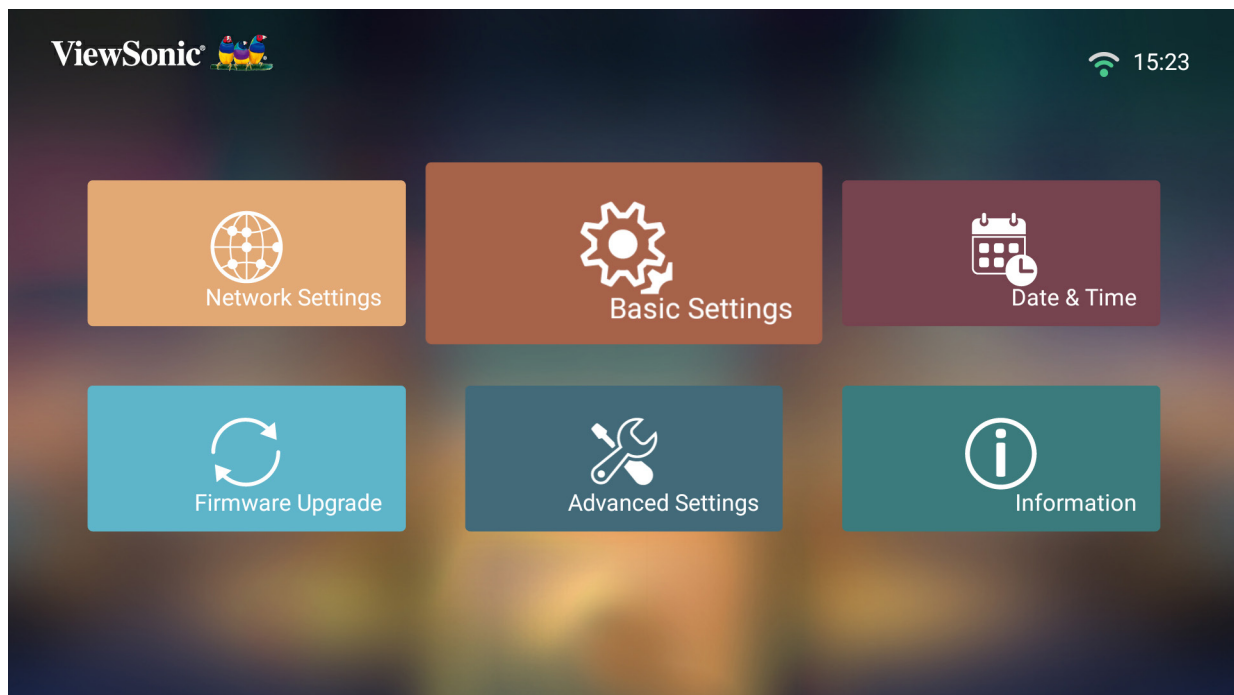 ViewSonic®
15:23
Network Settings
Basic Settings
Date & Time
Firmware Upgrade
Advanced Settings
Information